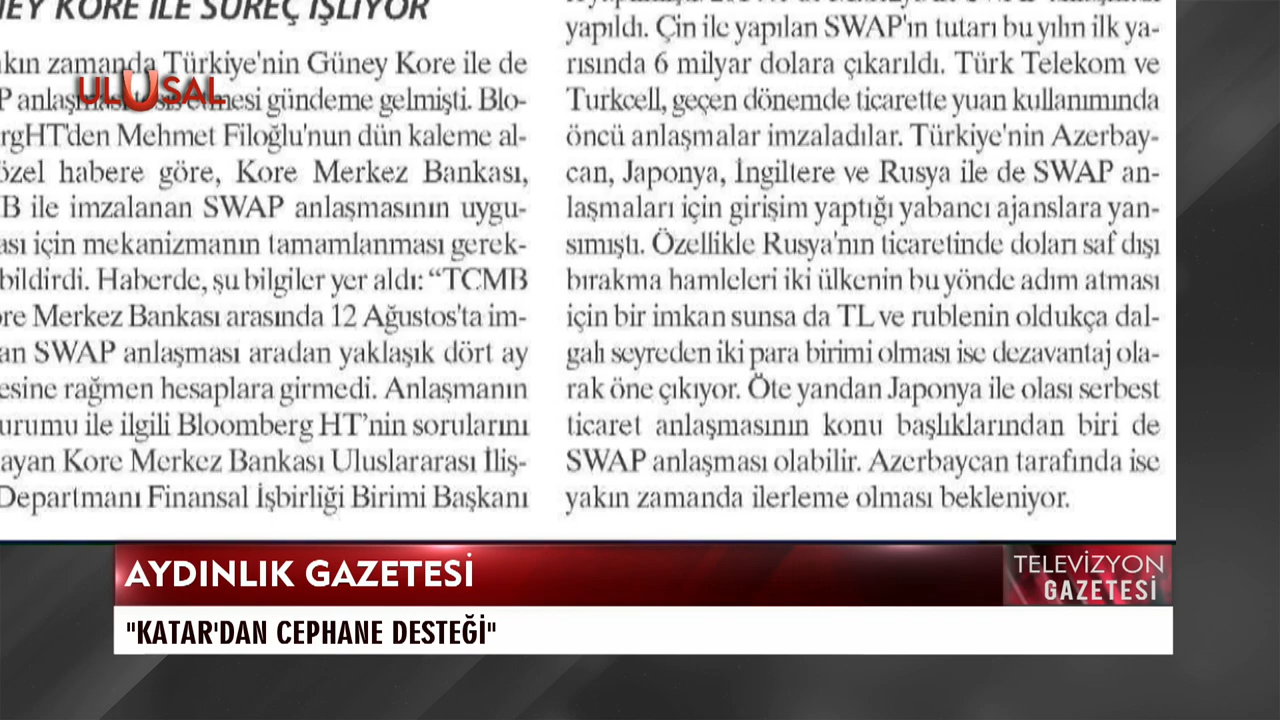 NEY KORE İLE SÜREÇ İŞLİYOR
kın zamanda Türkiye'nin Güney Kore ile de
P anlaşması gündeme gelmişti. Blo-
rgHT'den Mehmet Filoğlu'nun dün kaleme al-
özel habere göre, Kore Merkez Bankası,
B ile imzalanan SWAP anlaşmasının uygu-
ası için mekanizmanın tamamlanması gerek-
bildirdi. Haberde, şu bilgiler yer aldı: “TCMB
ore Merkez Bankası arasında 12 Ağustos'ta im-
an SWAP anlaşması aradan yaklaşık dört ay
esine rağmen hesaplara girmedi. Anlaşmanın
urumu ile ilgili Bloomberg HT’nin sorularını
ayan Kore Merkez Bankası Uluslararası İliş-
Departmanı Finansal İşbirliği Birimi Başkanı
yapıldı. Çin ile yapılan SWAP'ın tutarı bu yılın ilk ya-
rısında 6 milyar dolara çıkarıldı. Türk Telekom ve
Turkcell, geçen dönemde ticarette yuan kullanımında
öncü anlaşmalar imzaladılar. Türkiye'nin Azerbay-
can, Japonya, İngiltere ve Rusya ile de SWAP an-
laşmaları için girişim yaptığı yabancı ajanslara yan-
sımıştı. Özellikle Rusya'nın ticaretinde doları saf dışı
bırakma hamleleri iki ülkenin bu yönde adım atması
için bir imkan sunsa da TL ve rublenin oldukça dal-
galı seyreden iki para birimi olması ise dezavantaj ola-
rak öne çıkıyor. Öte yandan Japonya ile olası serbest
ticaret anlaşmasının konu başlıklarından biri de
SWAP anlaşması olabilir. Azerbaycan tarafında ise
yakın zamanda ilerleme olması bekleniyor.
ULUSAL
AYDINLIK GAZETESİ
TELEVİZYON
GAZETESİ
"KATAR'DAN CEPHANE DESTEĞİ"